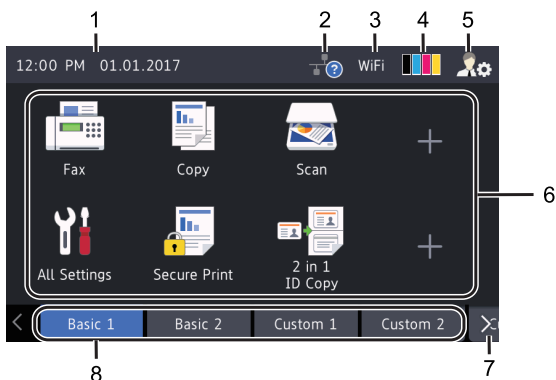 1 2 3 4 5
12:00 PM 01.01.2017 ? WiFi
Fax Copy Scan +
6
All Settings Secure Print 2 in 1
ID Copy +
< Basic 1 Basic 2 Custom 1 Custom 2 >
8 7